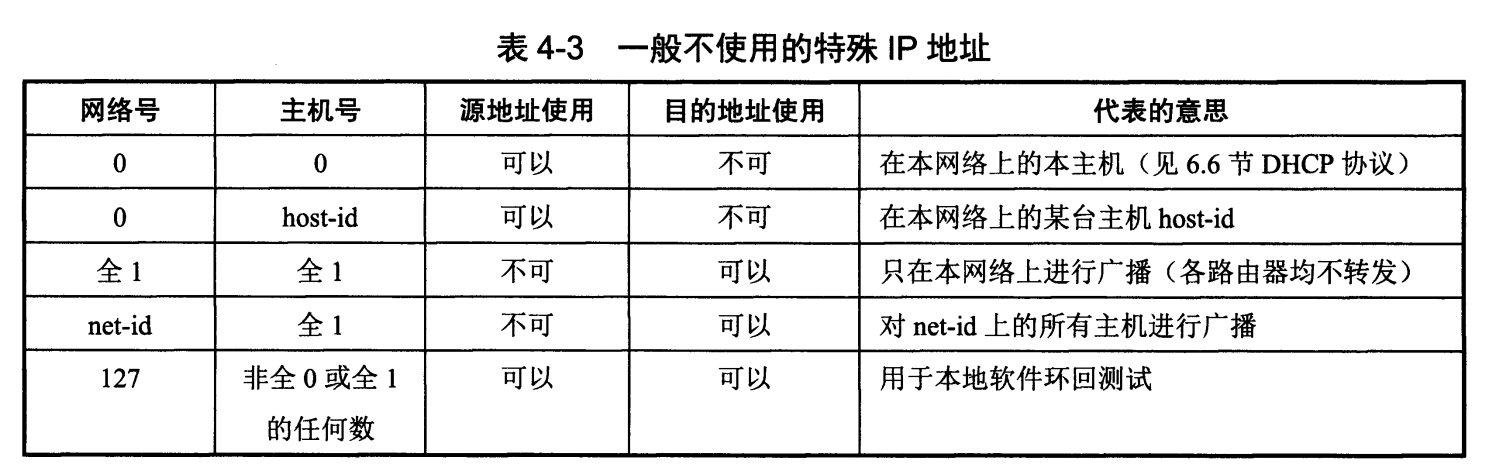 表 4-3 一般不使用的特殊 IP 地址
网络号 主机号 源地址使用 目的地址使用 代表的意思
0 0 可以 不可 在本网络上的本主机（见 6.6 节 DHCP 协议）
0 host-id 可以 不可 在本网络上的某台主机 host-id
全 1 全 1 不可 可以 只在本网络上进行广播（各路由器均不转发）
net-id 全 1 不可 可以 对 net-id 上的所有主机进行广播
127 非全 0 或全 1 可以 可以 用于本地软件环回测试
的任何数